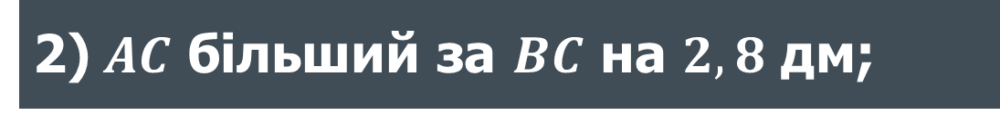 2) AC більший за BC на 2,8 дм;